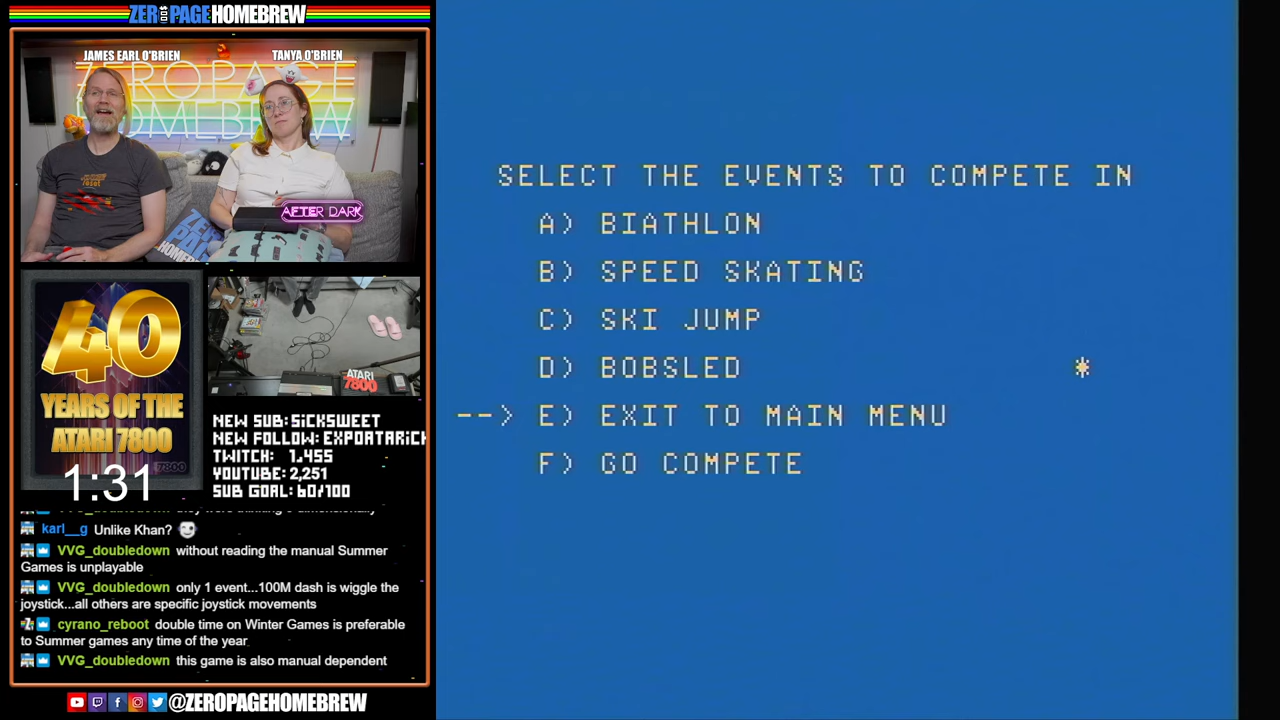 ZEROPAGEHOMEBREW
JAMES EARL O'BRIEN
TANYA O'BRIEN
ZEROPAGE
HOMEBREW
AFTER DARK
40
YEARS OF THE
ATARI 7800
7800
1:31
ATARI
7800
NEW SUB: SICKSWEET
NEW FOLLOW: EXPORTARICK
TWITCH: 1,455
YOUTUBE: 2,251
SUB GOAL: 60/100
karl__g Unlike Khan?
VVG_doubledown without reading the manual Summer
Games is unplayable
VVG_doubledown only 1 event...100M dash is wiggle the
joystick...all others are specific joystick movements
cyrano_reboot double time on Winter Games is preferable
to Summer games any time of the year
VVG_doubledown this game is also manual dependent
@ZEROPAGEHOMEBREW
SELECT THE EVENTS TO COMPETE IN
A) BIATHLON
B) SPEED SKATING
C) SKI JUMP
D) BOBSLED *
--> E) EXIT TO MAIN MENU
F) GO COMPETE